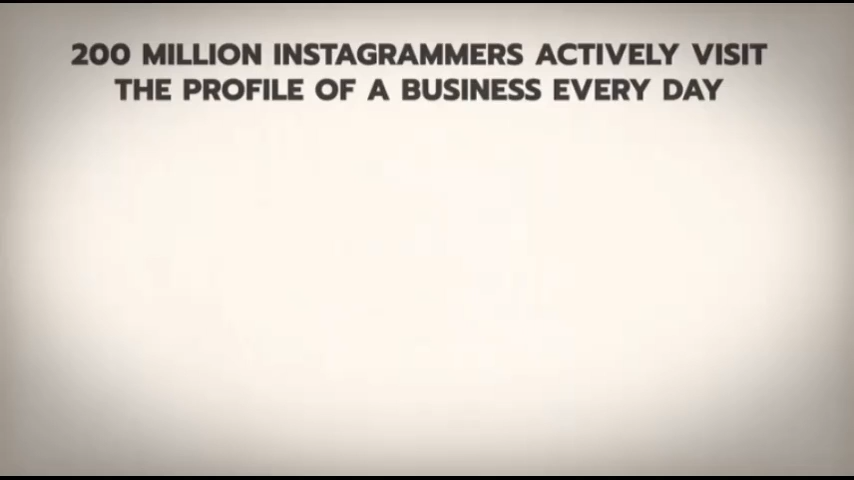 200 MILLION INSTAGRAMMERS ACTIVELY VISIT
THE PROFILE OF A BUSINESS EVERY DAY